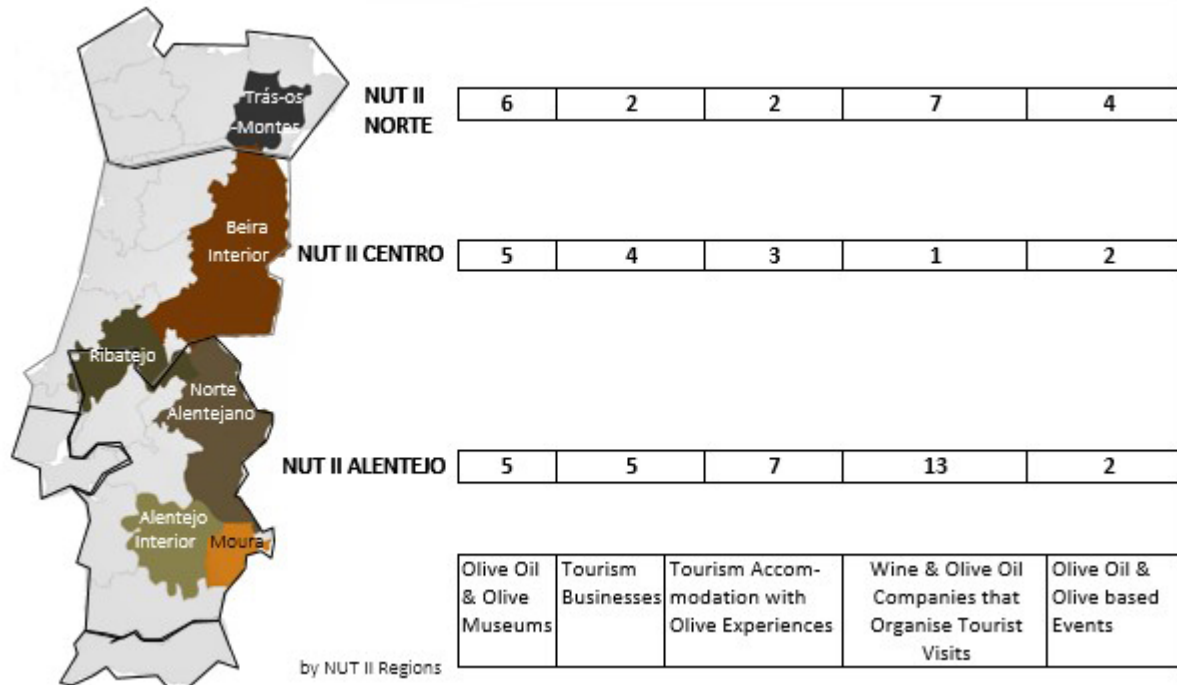 Trás-os
-Montes
NUT II
NORTE
6 2 2 7 4
Beira
Interior
NUT II CENTRO
5 4 3 1 2
Ribatejo
Norte
Alentejano
NUT II ALENTEJO
5 5 7 13 2
Alentejo
Interior
Moura
Olive Oil
& Olive
Museums
Tourism
Businesses
Tourism Accom-
modation with
Olive Experiences
Wine & Olive Oil
Companies that
Organise Tourist
Visits
Olive Oil &
Olive based
Events
by NUT II Regions